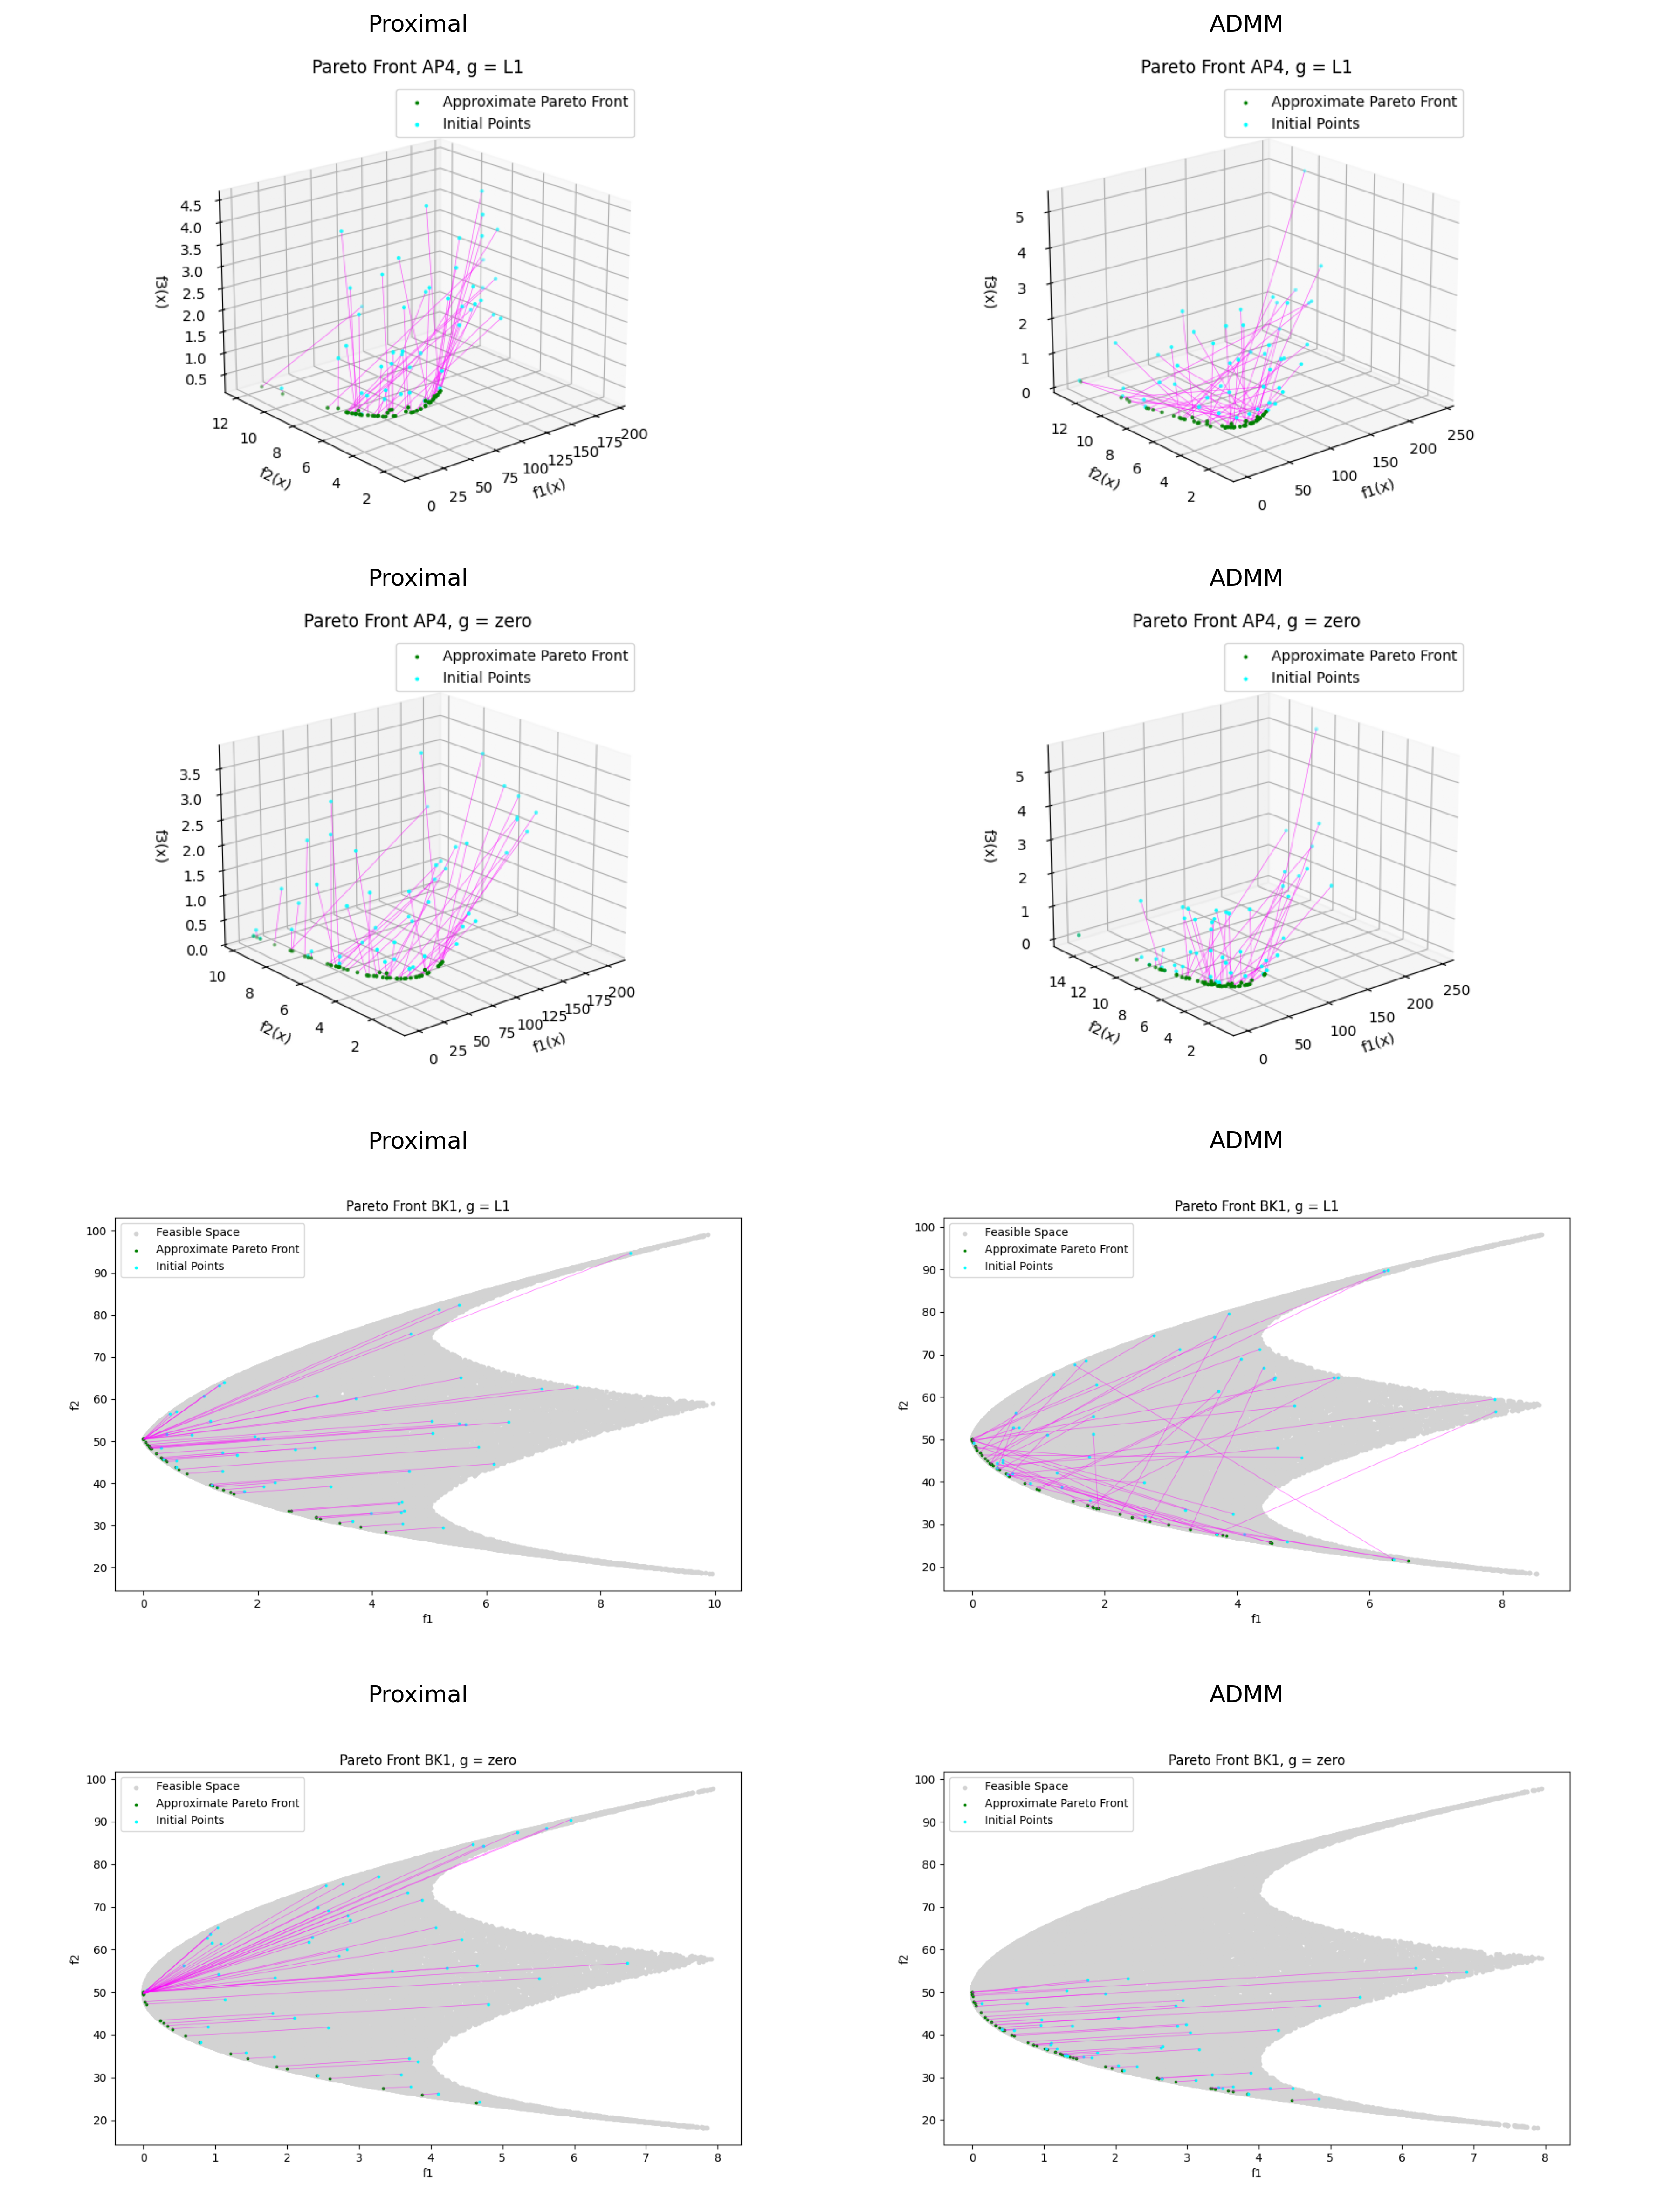 Proximal
ADMM
Pareto Front AP4, g = L1
Approximate Pareto Front
Initial Points
4.5
4.0
3.5
3.0
2.5
2.0
1.5
1.0
0.5
f3(x)
12
10
8
6
4
2
f2(x)
0
25
50
75
100
125
150
175
200
f1(x)
Pareto Front AP4, g = L1
Approximate Pareto Front
Initial Points
5
4
3
2
1
0
f3(x)
12
10
8
6
4
2
f2(x)
0
50
100
150
200
250
f1(x)
Proximal
ADMM
Pareto Front AP4, g = zero
Approximate Pareto Front
Initial Points
3.5
3.0
2.5
2.0
1.5
1.0
0.5
0.0
f3(x)
10
8
6
4
2
f2(x)
0
25
50
75
100
125
150
175
200
f1(x)
Pareto Front AP4, g = zero
Approximate Pareto Front
Initial Points
5
4
3
2
1
0
f3(x)
14
12
10
8
6
4
2
f2(x)
0
50
100
150
200
250
f1(x)
Proximal
ADMM
Pareto Front BK1, g = L1
Feasible Space
Approximate Pareto Front
Initial Points
100
90
80
70
60
50
40
30
20
f2
0 2 4 6 8 10
f1
Pareto Front BK1, g = L1
Feasible Space
Approximate Pareto Front
Initial Points
100
90
80
70
60
50
40
30
20
f2
0 2 4 6 8
f1
Proximal
ADMM
Pareto Front BK1, g = zero
Feasible Space
Approximate Pareto Front
Initial Points
100
90
80
70
60
50
40
30
20
f2
0 1 2 3 4 5 6 7 8
f1
Pareto Front BK1, g = zero
Feasible Space
Approximate Pareto Front
Initial Points
100
90
80
70
60
50
40
30
20
f2
0 1 2 3 4 5 6 7 8
f1